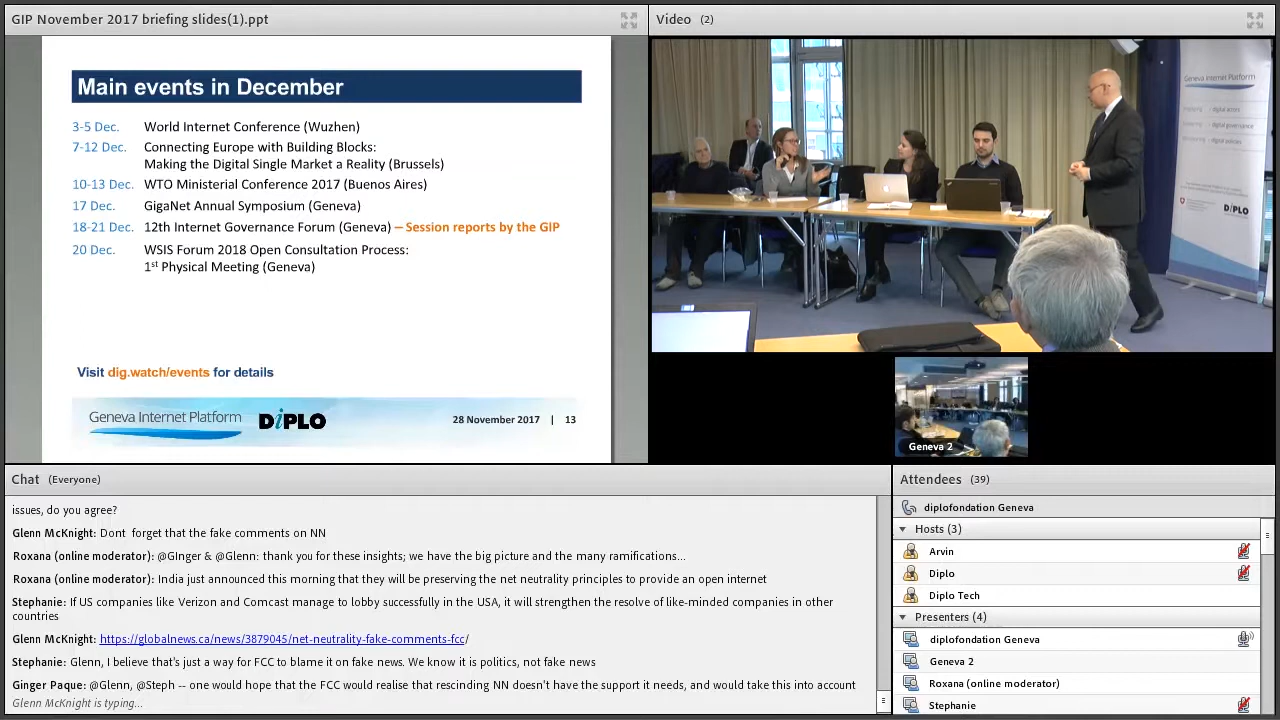 GIP November 2017 briefing slides(1).ppt
Main events in December
3-5 Dec. World Internet Conference (Wuzhen)
7-12 Dec. Connecting Europe with Building Blocks:
Making the Digital Single Market a Reality (Brussels)
10-13 Dec. WTO Ministerial Conference 2017 (Buenos Aires)
17 Dec. GigaNet Annual Symposium (Geneva)
18-21 Dec. 12th Internet Governance Forum (Geneva) – Session reports by the GIP
20 Dec. WSIS Forum 2018 Open Consultation Process:
1st Physical Meeting (Geneva)
Visit dig.watch/events for details
Geneva Internet Platform DiPLO 28 November 2017 | 13
Video (2)
Geneva Internet Platform
digital actors
digital governance
digital policies
DiPLO
Geneva 2
Chat (Everyone)
issues, do you agree?
Glenn McKnight: Dont forget that the fake comments on NN
Roxana (online moderator): @GInger & @Glenn: thank you for these insights; we have the big picture and the many ramifications...
Roxana (online moderator): India just announced this morning that they will be preserving the net neutrality principles to provide an open internet
Stephanie: If US companies like Verizon and Comcast manage to lobby successfully in the USA, it will strengthen the resolve of like-minded companies in other
countries
Glenn McKnight: https://globalnews.ca/news/3879045/net-neutrality-fake-comments-fcc/
Stephanie: Glenn, I believe that's just a way for FCC to blame it on fake news. We know it is politics, not fake news
Ginger Paque: @Glenn, @Steph -- one would hope that the FCC would realise that rescinding NN doesn't have the support it needs, and would take this into account
Glenn McKnight is typing...
Attendees (39)
diplofondation Geneva
Hosts (3)
Arvin
Diplo
Diplo Tech
Presenters (4)
diplofondation Geneva
Geneva 2
Roxana (online moderator)
Stephanie